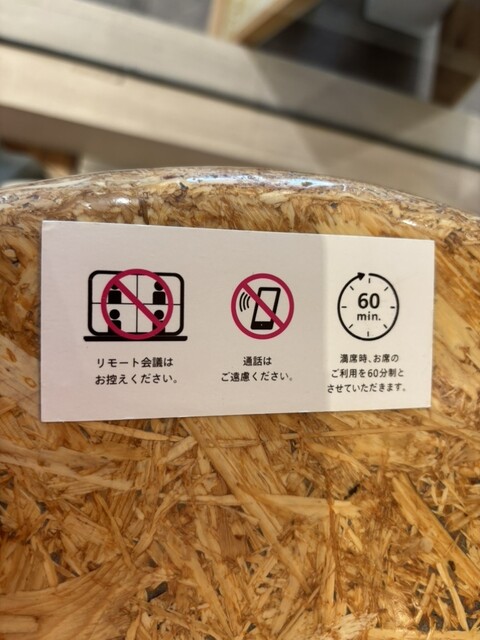 リモート会議は
お控えください。
通話は
ご遠慮ください。
60
min.
満席時、お席の
ご利用を60分制と
させていただきます。